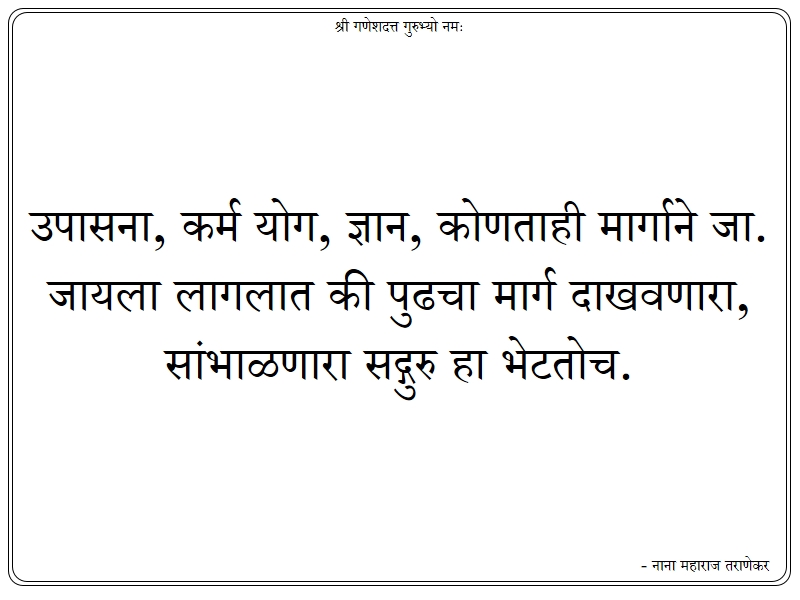 श्री गणेशदत्त गुरुभ्यो नमः
उपासना, कर्म योग, ज्ञान, कोणताही मार्गाने जा.
जायला लागलात की पुढचा मार्ग दाखवणारा,
सांभाळणारा सद्गुरु हा भेटतोच.
- नाना महाराज तराणेकर